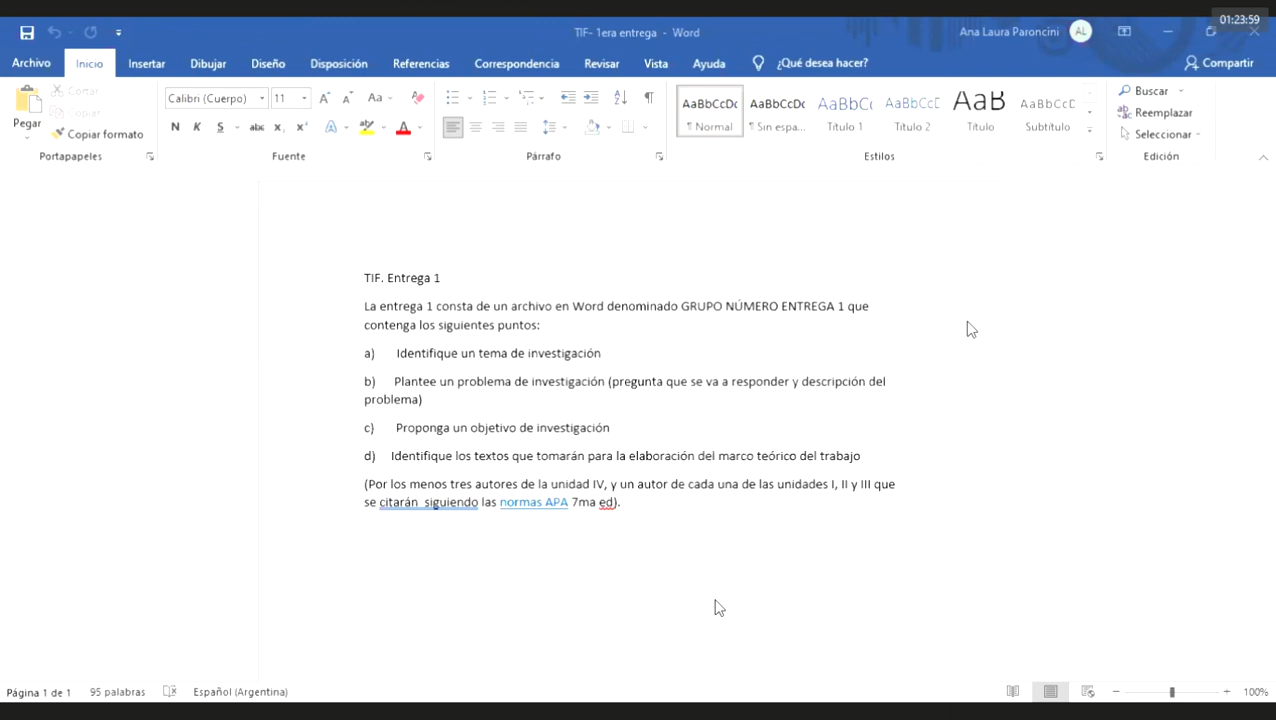 01:23:59
TIF- 1era entrega - Word
Ana Laura Paroncini
AL
Archivo Inicio Insertar Dibujar Diseño Disposición Referencias Correspondencia Revisar Vista Ayuda ¿Qué desea hacer? Compartir
Pegar
Cortar
Copiar
Copiar formato
Portapapeles
Calibri (Cuerpo) 11
N K S abc x, x'
Fuente
Párrafo
AaBbCcDc AaBbCcDc AaBbCc AaBbCcD AaB AaBbCcD
¶ Normal ¶ Sin espa... Título 1 Título 2 Título Subtítulo
Estilos
Buscar
Reemplazar
Seleccionar
Edición
TIF. Entrega 1
La entrega 1 consta de un archivo en Word denominado GRUPO NÚMERO ENTREGA 1 que
contenga los siguientes puntos:
a) Identifique un tema de investigación
b) Plantee un problema de investigación (pregunta que se va a responder y descripción del
problema)
c) Proponga un objetivo de investigación
d) Identifique los textos que tomarán para la elaboración del marco teórico del trabajo
(Por los menos tres autores de la unidad IV, y un autor de cada una de las unidades I, II y III que
se citarán siguiendo las normas APA 7ma ed).
Página 1 de 1 95 palabras Español (Argentina) 100%